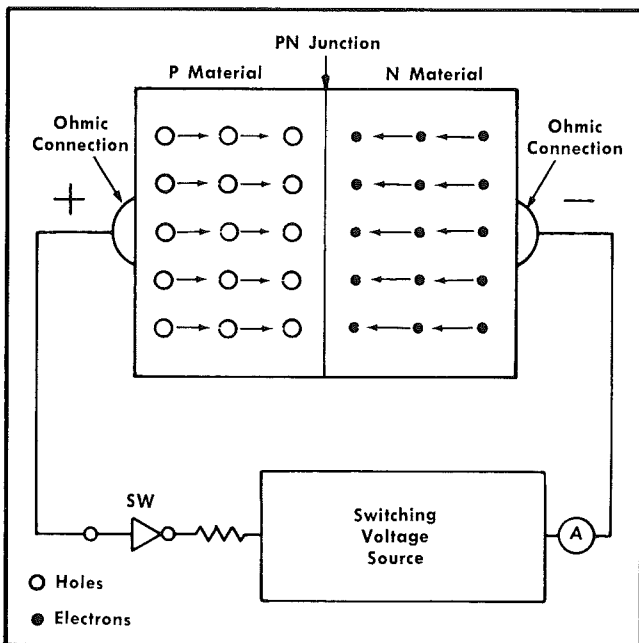 PN Junction
P Material
N Material
Ohmic
Connection
Ohmic
Connection
+
−
SW
Switching
Voltage
Source
A
Holes
Electrons